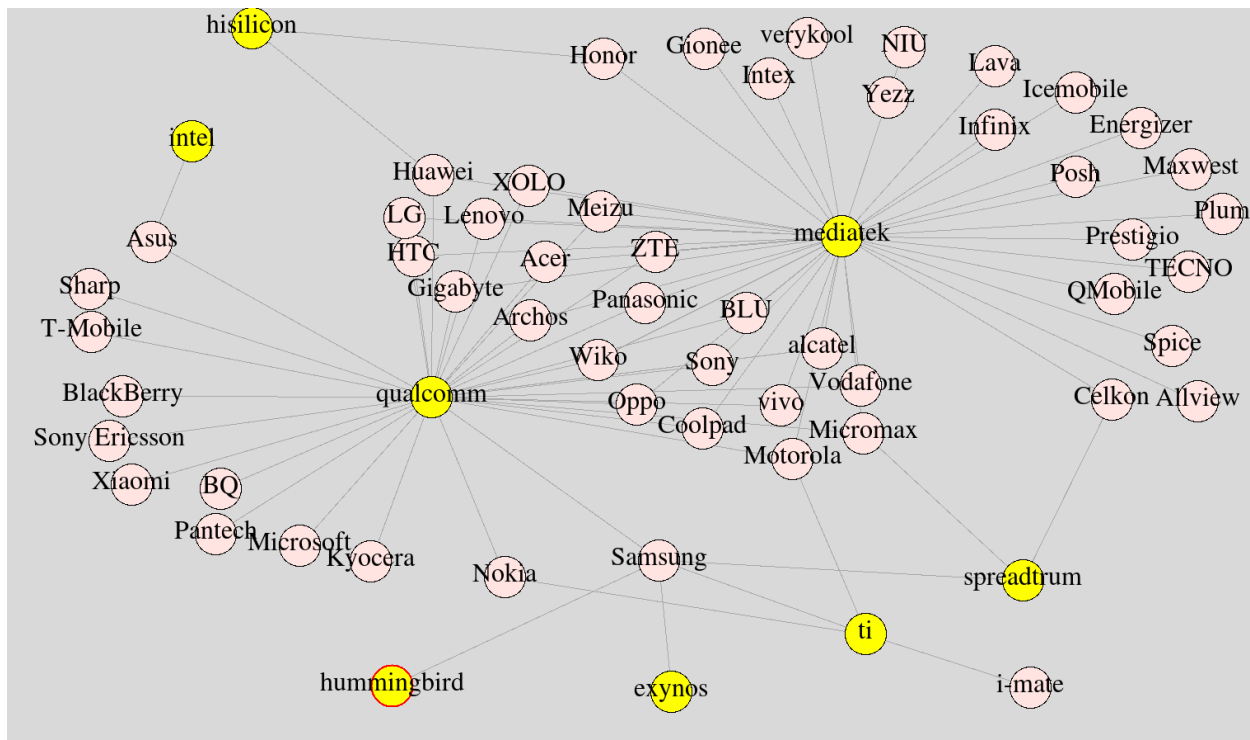 hisilicon
Honor
Gionee
verykool
NIU
Intex
Yezz
Lava
Icemobile
Infinix
Energizer
intel
Huawei
XOLO
Posh
Maxwest
LG
Lenovo
Meizu
Plum
Asus
mediatek
Prestigio
HTC
Acer
ZTE
TECNO
Sharp
Gigabyte
Panasonic
QMobile
T-Mobile
Archos
BLU
Spice
Wiko
Sony
alcatel
BlackBerry
qualcomm
Oppo
vivo
Vodafone
Celkon
Allview
Sony Ericsson
Coolpad
Micromax
Xiaomi
BQ
Motorola
Pantech
Microsoft
Kyocera
Nokia
Samsung
spreadtrum
ti
hummingbird
exynos
i-mate